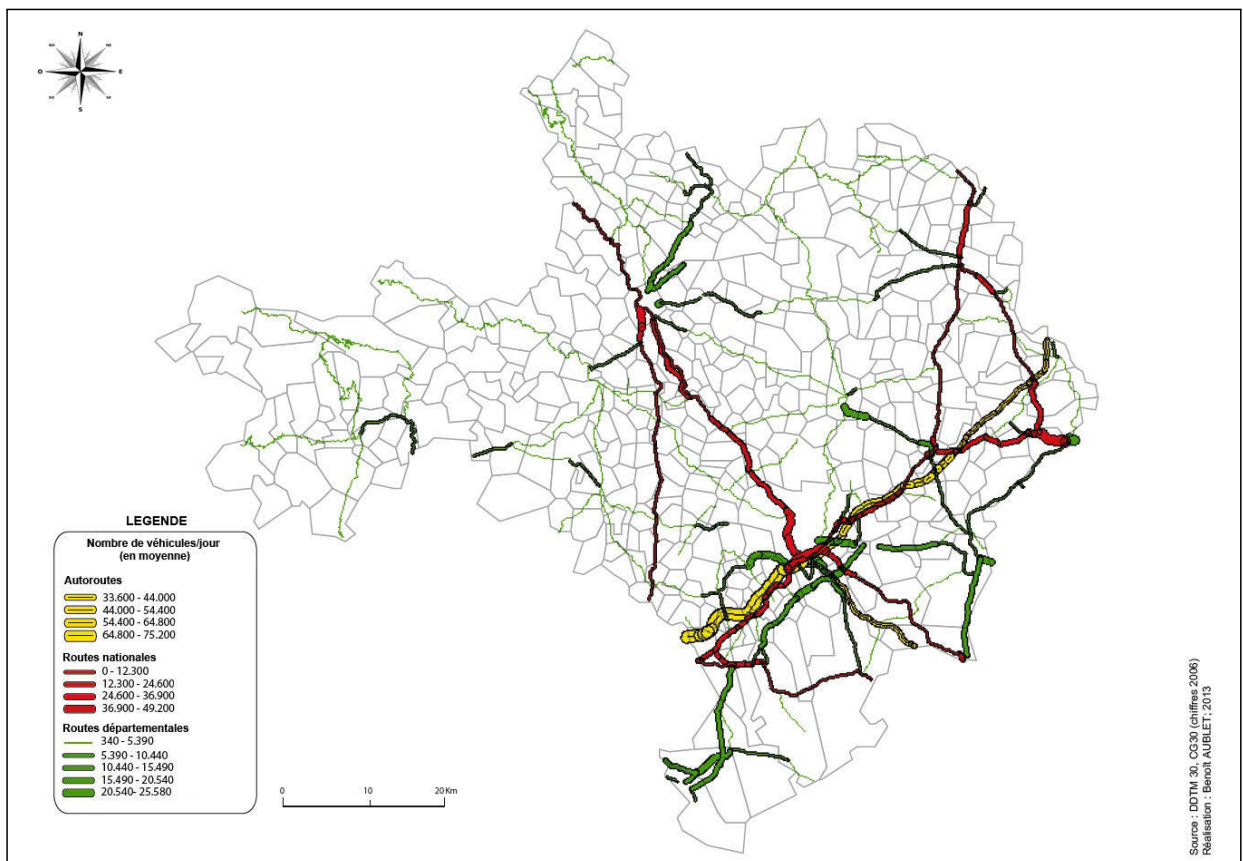 N
O
E
S
LEGENDE
Nombre de véhicules/jour
(en moyenne)
Autoroutes
33.600 - 44.000
44.000 - 54.400
54.400 - 64.800
64.800 - 75.200
Routes nationales
0 - 12.300
12.300 - 24.600
24.600 - 36.900
36.900 - 49.200
Routes départementales
340 - 5.390
5.390 - 10.440
10.440 - 15.490
15.490 - 20.540
20.540- 25.580
0
10
20 Km
Source : DDTM 30, CG30 (chiffres 2006)
Réalisation : Benoît AUBLET ; 2013